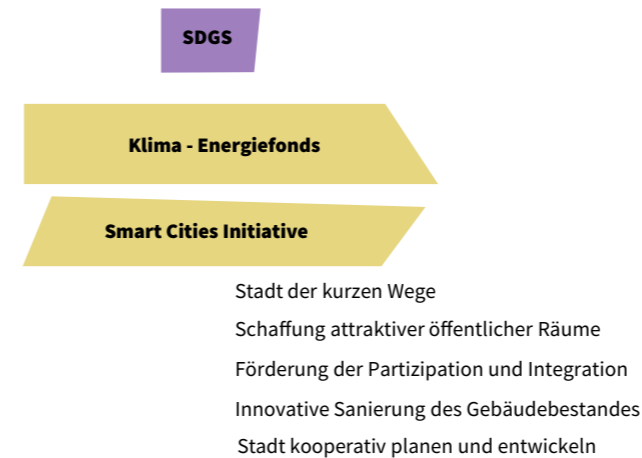 SDGS
Klima - Energiefonds
Smart Cities Initiative
Stadt der kurzen Wege
Schaffung attraktiver öffentlicher Räume
Förderung der Partizipation und Integration
Innovative Sanierung des Gebäudebestandes
Stadt kooperativ planen und entwickeln